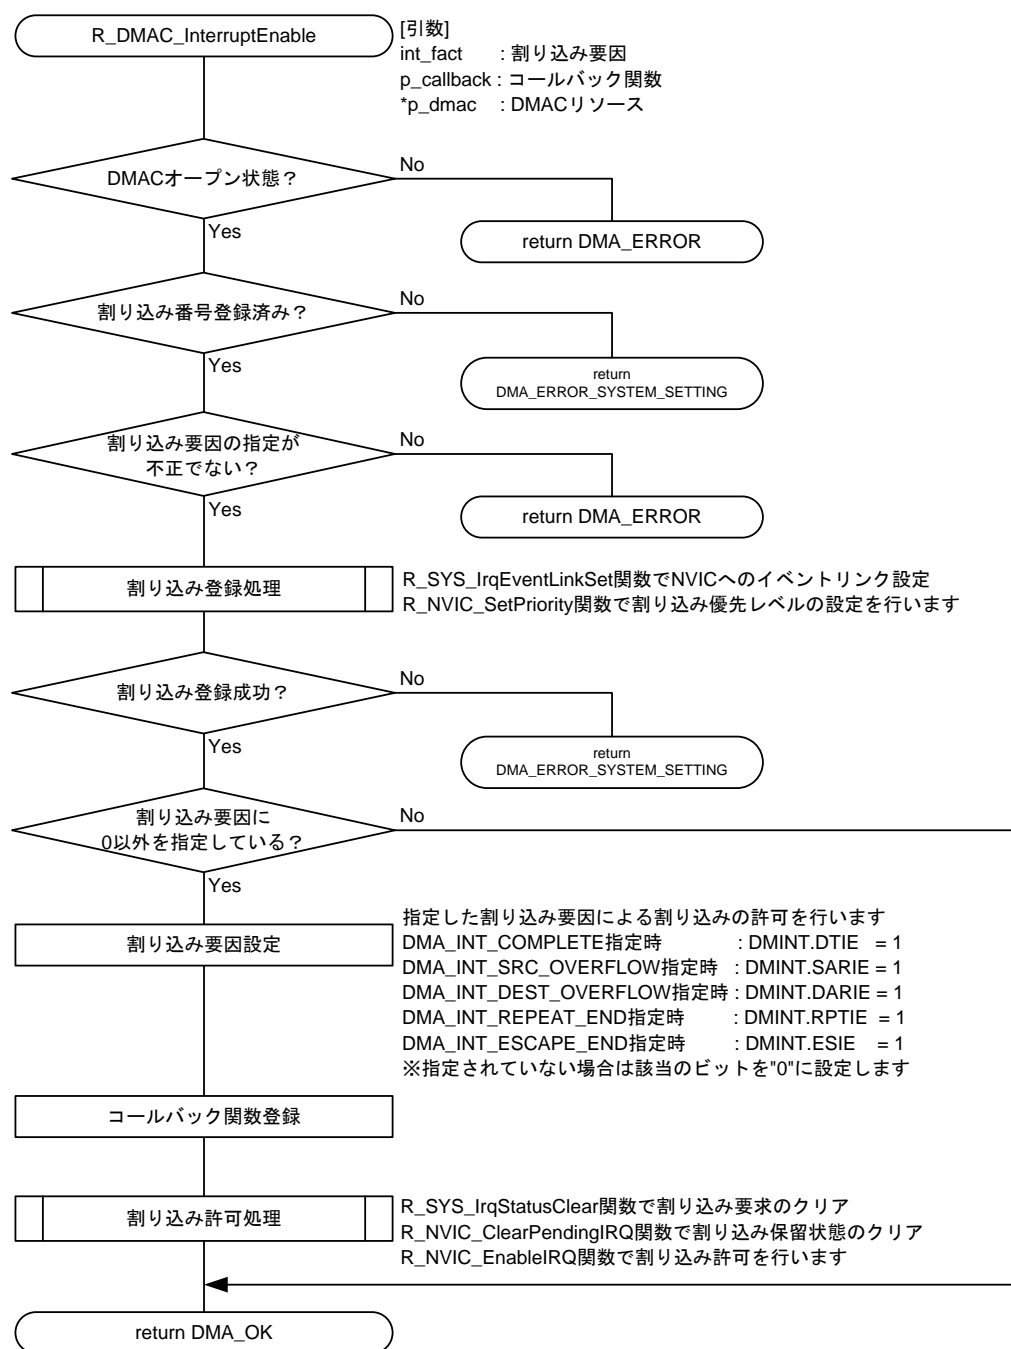 R_DMAC_InterruptEnable
[引数]
int_fact : 割り込み要因
p_callback : コールバック関数
*p_dmac : DMACリソース
DMACオープン状態？
No
Yes
return DMA_ERROR
割り込み番号登録済み？
No
Yes
return
DMA_ERROR_SYSTEM_SETTING
割り込み要因の指定が
不正でない？
No
Yes
return DMA_ERROR
割り込み登録処理
R_SYS_IrqEventLinkSet関数でNVICへのイベントリンク設定
R_NVIC_SetPriority関数で割り込み優先レベルの設定を行います
割り込み登録成功？
No
Yes
return
DMA_ERROR_SYSTEM_SETTING
割り込み要因に
0以外を指定している？
No
Yes
割り込み要因設定
指定した割り込み要因による割り込みの許可を行います
DMA_INT_COMPLETE指定時 : DMINT.DTIE = 1
DMA_INT_SRC_OVERFLOW指定時 : DMINT.SARIE = 1
DMA_INT_DEST_OVERFLOW指定時 : DMINT.DARIE = 1
DMA_INT_REPEAT_END指定時 : DMINT.RPTIE = 1
DMA_INT_ESCAPE_END指定時 : DMINT.ESIE = 1
※指定されていない場合は該当のビットを"0"に設定します
コールバック関数登録
割り込み許可処理
R_SYS_IrqStatusClear関数で割り込み要求のクリア
R_NVIC_ClearPendingIRQ関数で割り込み保留状態のクリア
R_NVIC_EnableIRQ関数で割り込み許可を行います
return DMA_OK